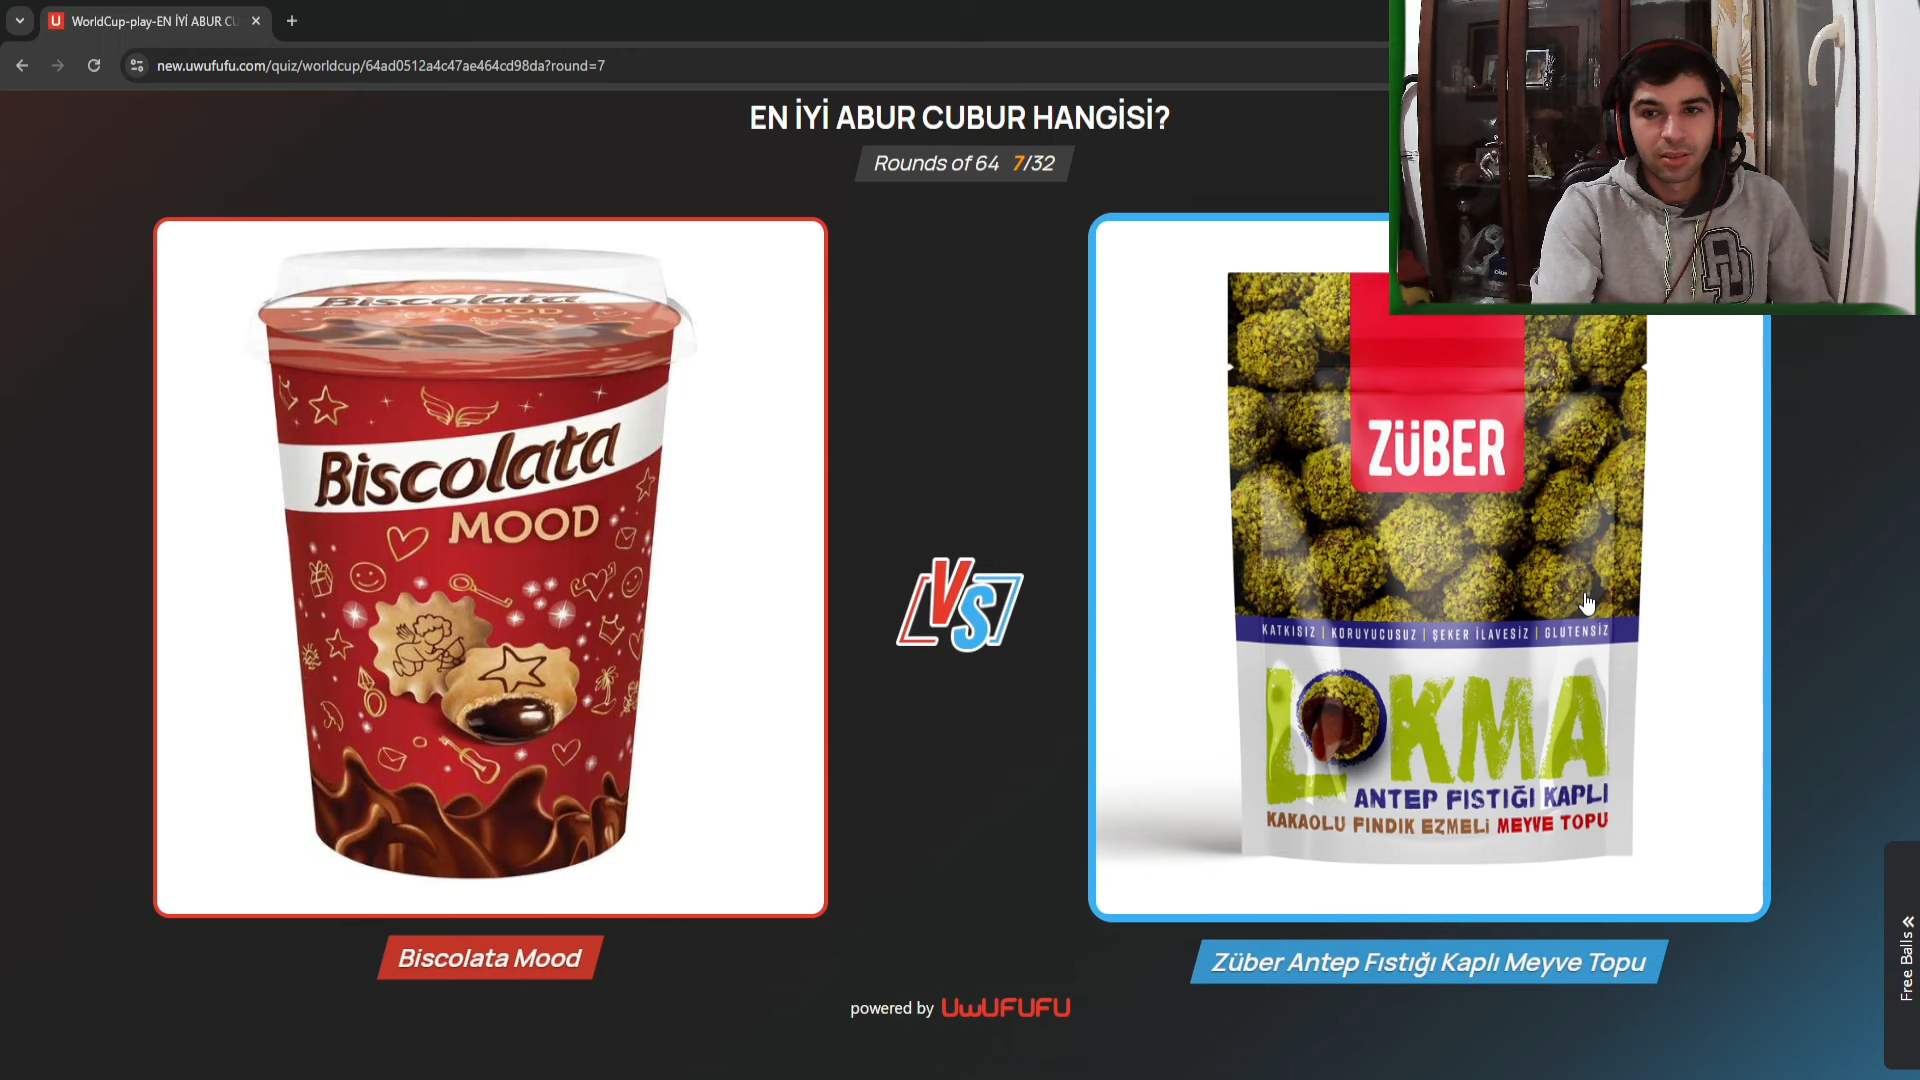 WorldCup-play-EN İYİ ABUR CU
new.uwufufu.com/quiz/worldcup/64ad0512a4c47ae464cd98da?round=7
EN İYİ ABUR CUBUR HANGİSİ?
Rounds of 64 7/32
Biscolata
MOOD
Biscolata
MOOD
VS
ZÜBER
KATKISIZ | KORUYUCUSUZ | ŞEKER İLAVESİZ | GLUTENSİZ
LOKMA
ANTEP FISTIĞI KAPLI
KAKAOLU FINDIK EZMELİ MEYVE TOPU
Biscolata Mood
Züber Antep Fıstığı Kaplı Meyve Topu
powered by UwUFUFU
Free Balls